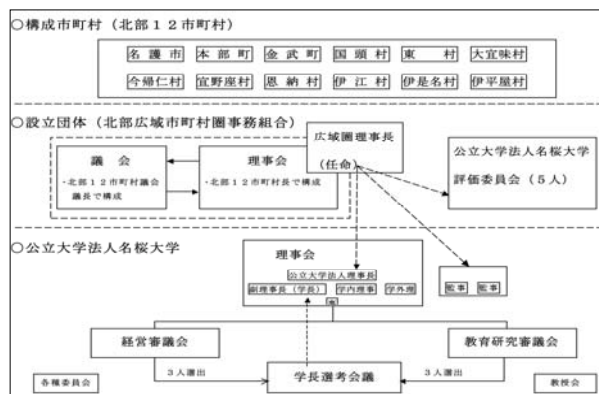 ○構成市町村（北部１２市町村）
名護市 本部町 金武町 国頭村 東村 大宜味村
今帰仁村 宜野座村 恩納村 伊江村 伊是名村 伊平屋村
○設立団体（北部広域市町村圏事務組合）
広域圏理事長
（任命）
議会
・北部１２市町村議会
議長で構成
理事会
・北部１２市町村長で構成
公立大学法人名桜大学
評価委員会（５人）
○公立大学法人名桜大学
理事会
公立大学法人理事長
副理事長（学長） 学内理事 学外理
監事 監事
経営審議会
教育研究審議会
３人選出
３人選出
学長選考会議
各種委員会
教授会